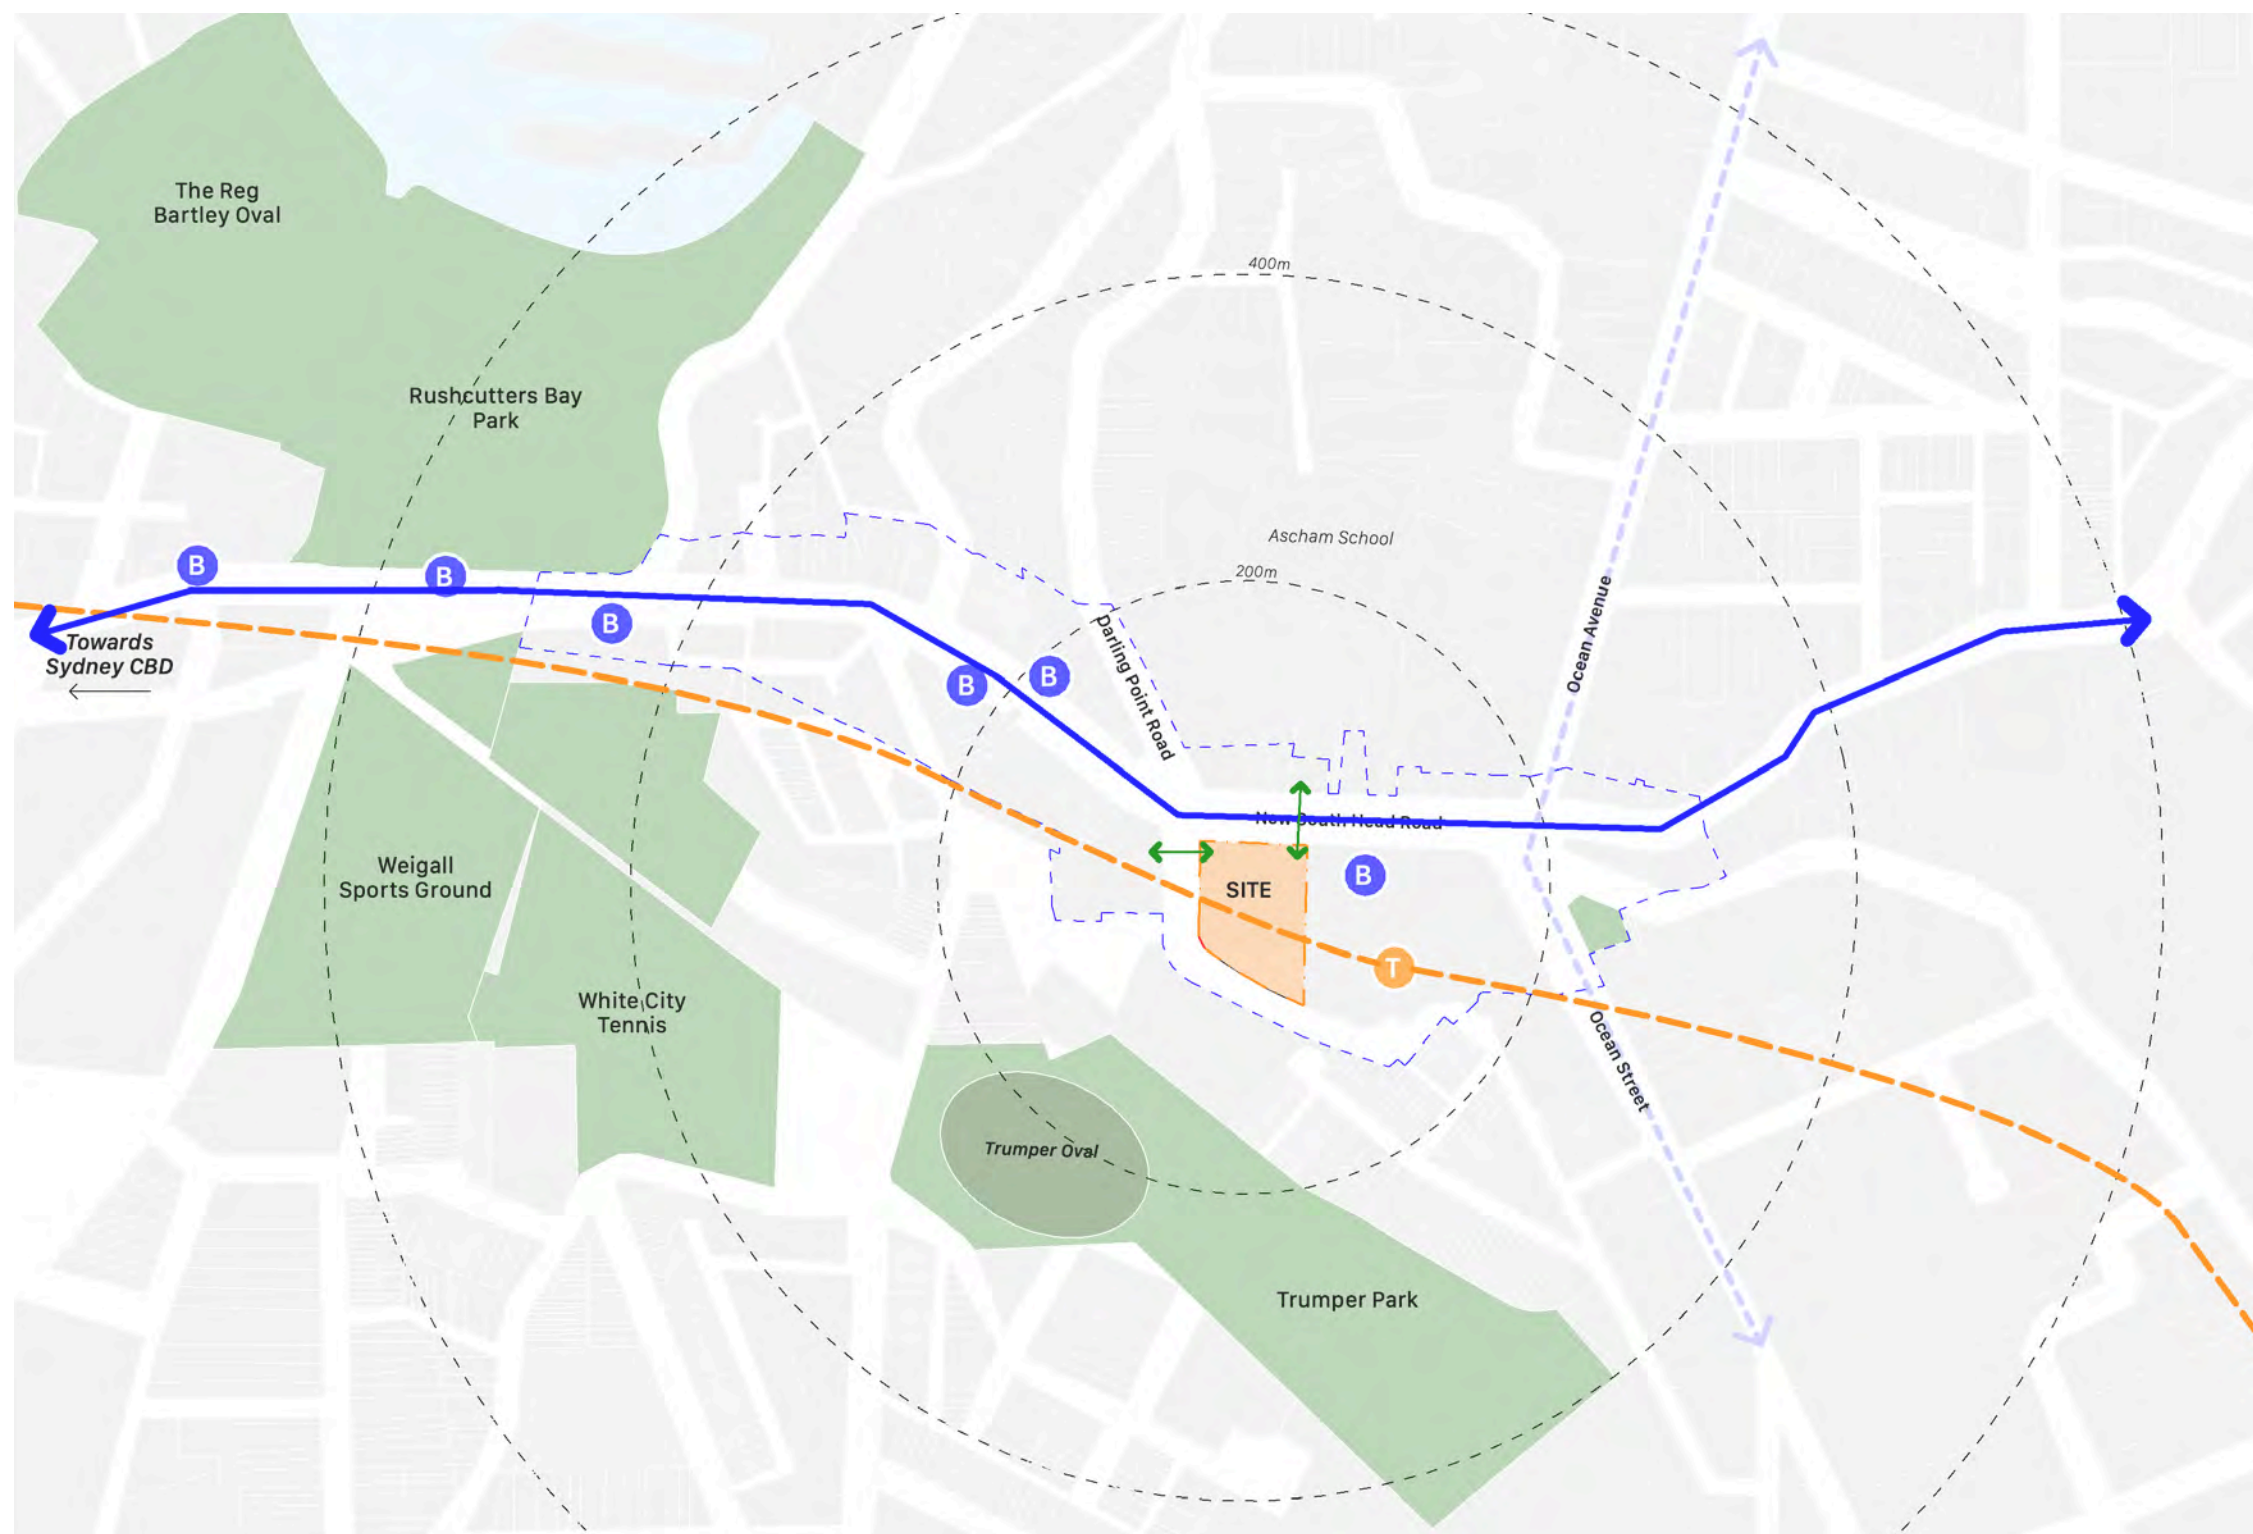 The Reg
Bartley Oval
400m
Rushcutters Bay
Park
Ascham School
200m
B
B
B
Towards
Sydney CBD
B
B
Darling Point Road
Ocean Avenue
New South Head Road
B
SITE
Weigall
Sports Ground
T
White City
Tennis
Ocean Street
Trumper Oval
Trumper Park